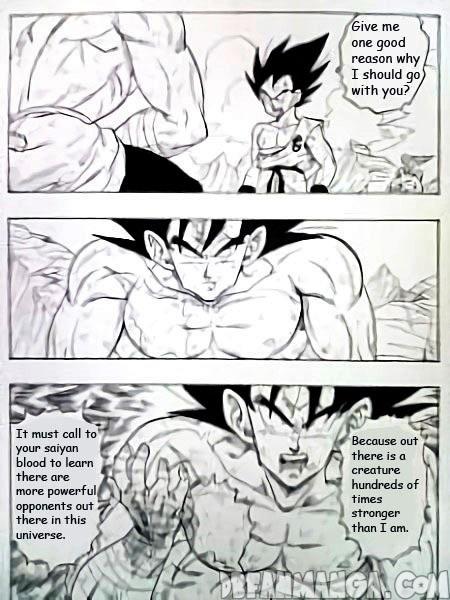 Give me
one good
reason why
I should go
with you?
Because out
there is a
creature
hundreds of
times
stronger
than I am.
It must call to
your saiyan
blood to learn
there are
more powerful
opponents out
there in this
universe.
DBFANMANGA.COM